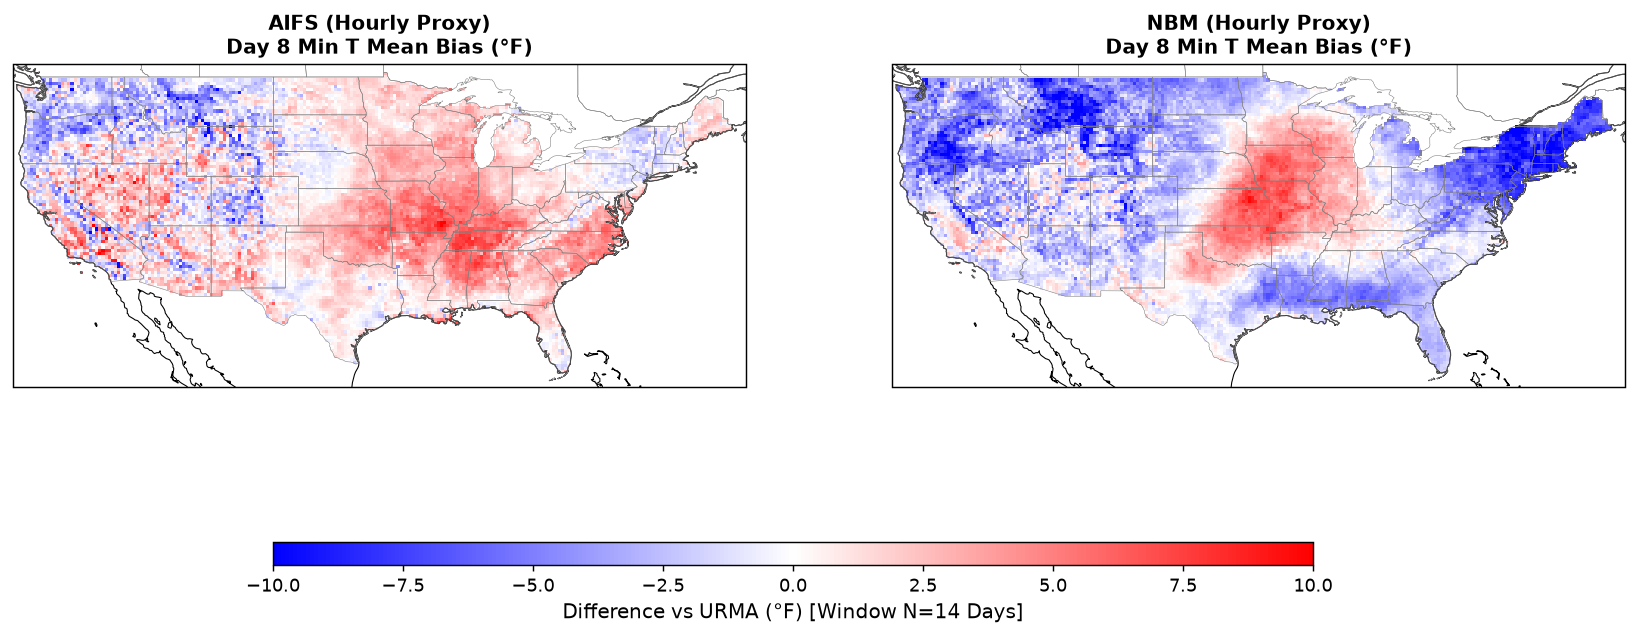 AIFS (Hourly Proxy)
Day 8 Min T Mean Bias (°F)
NBM (Hourly Proxy)
Day 8 Min T Mean Bias (°F)
−10.0 −7.5 −5.0 −2.5 0.0 2.5 5.0 7.5 10.0
Difference vs URMA (°F) [Window N=14 Days]